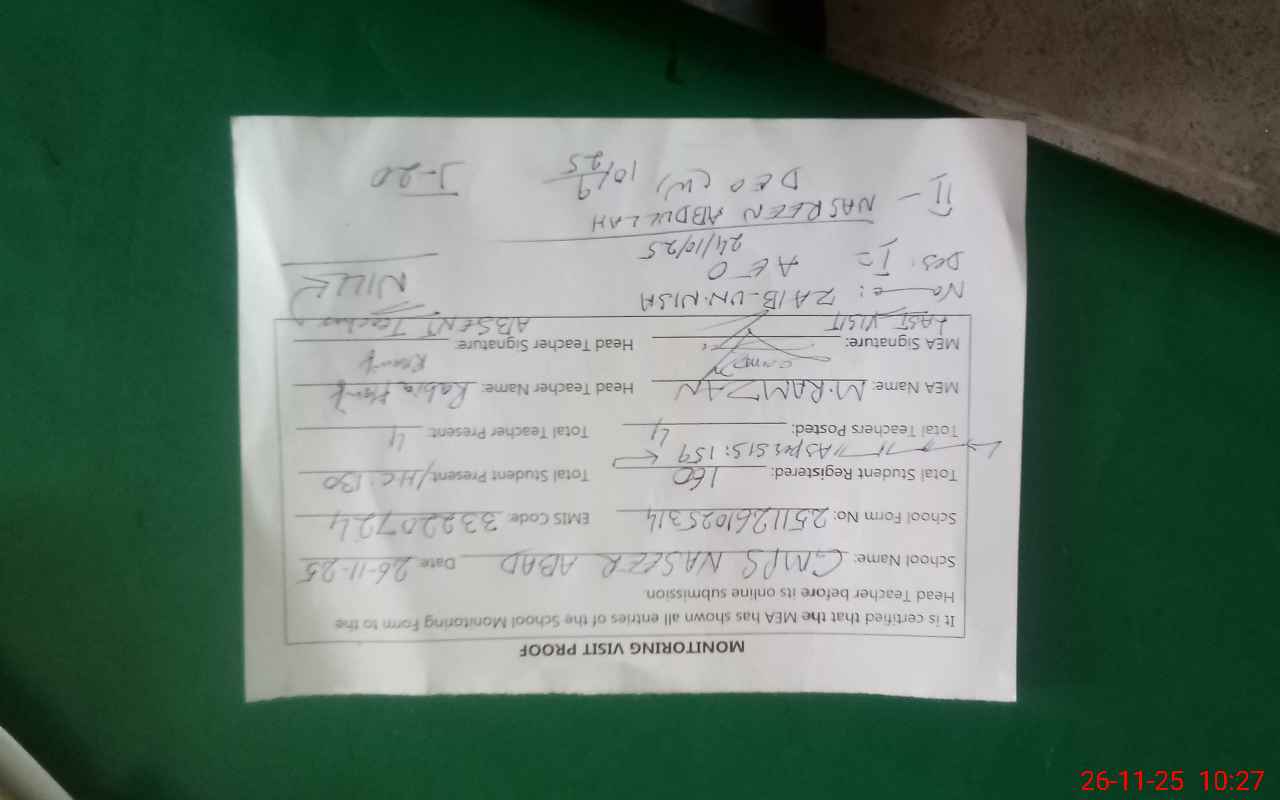 MONITORING VISIT PROOF
It is certified that the MEA has shown all entries of the School Monitoring Form to the
Head Teacher before its online submission.
School Name: GMPS NASEER ABAD Date: 26-11-25
School Form No: 2511261025314 EMIS Code: 33220724
Total Student Registered: 160 Total Student Present/H.C: 130
As per SIS: 159
Total Teachers Posted: 4 Total Teacher Present: 4
MEA Name: M. RAMZAN Head Teacher Name: Rabia
MEA Signature: Head Teacher Signature:
LAST VISIT ABSENT Teacher
Name: ZAIB-UN-NISA NILL
Des: I= AEO
24/10/25
II- NASREEN ABDULLAH
DEO (W) 10/9/25 J-20
26-11-25 10:27